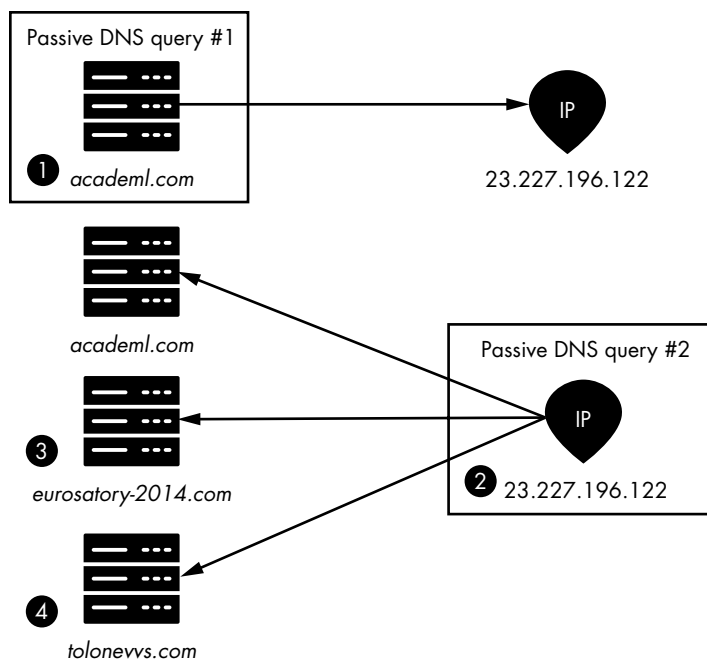 Passive DNS query #1
IP
1 academl.com
23.227.196.122
academl.com
Passive DNS query #2
IP
3
eurosatory-2014.com
2 23.227.196.122
4
tolonevvs.com